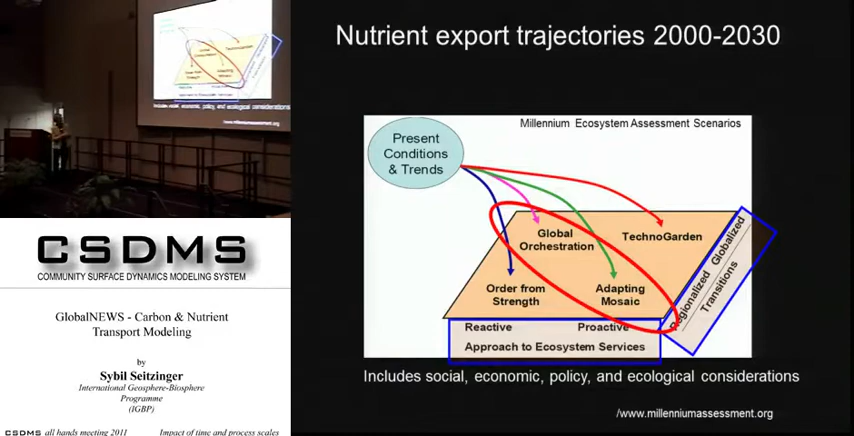 Nutrient export trajectories 2000-2030
Millennium Ecosystem Assessment Scenarios
Present
Conditions
& Trends
Global
Orchestration
TechnoGarden
Order from
Strength
Adapting
Mosaic
Regionalized Globalized
Transitions
Reactive Proactive
Approach to Ecosystem Services
Includes social, economic, policy, and ecological considerations
/www.millenniumassessment.org
CSDMS
COMMUNITY SURFACE DYNAMICS MODELING SYSTEM
GlobalNEWS - Carbon & Nutrient
Transport Modeling
by
Sybil Seitzinger
International Geosphere-Biosphere
Programme
(IGBP)
CSDMS all hands meeting 2011 Impact of time and process scales